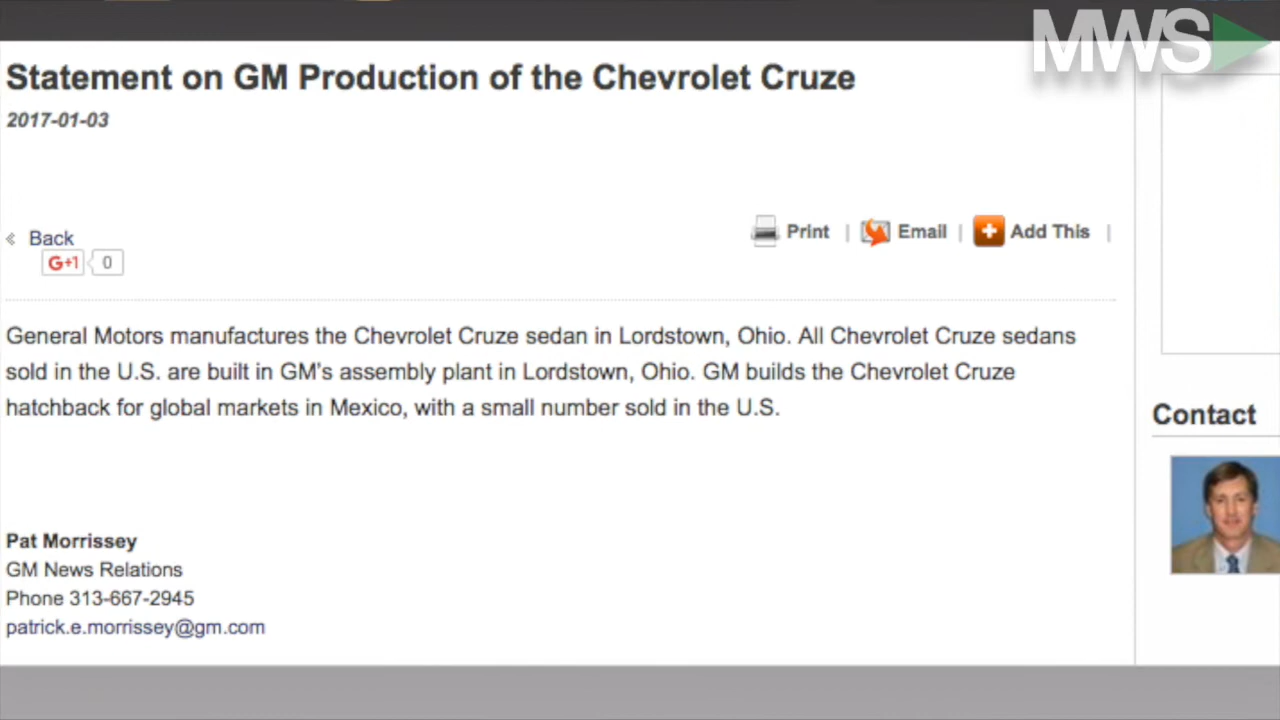 MWS
Statement on GM Production of the Chevrolet Cruze
2017-01-03
Back
G+1 0
Print | Email | Add This |
General Motors manufactures the Chevrolet Cruze sedan in Lordstown, Ohio. All Chevrolet Cruze sedans
sold in the U.S. are built in GM's assembly plant in Lordstown, Ohio. GM builds the Chevrolet Cruze
hatchback for global markets in Mexico, with a small number sold in the U.S.
Contact
Pat Morrissey
GM News Relations
Phone 313-667-2945
patrick.e.morrissey@gm.com